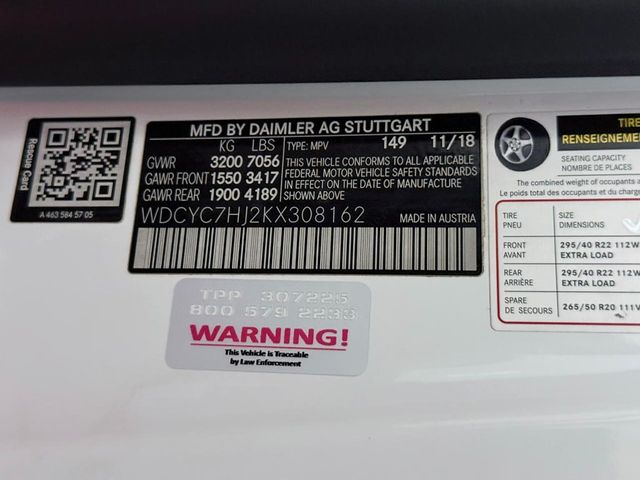 Rescue Card
A 463 584 57 05
MFD BY DAIMLER AG STUTTGART
KG LBS TYPE: MPV 149 11/18
GVWR 3200 7056
GAWR FRONT 1550 3417
GAWR REAR 1900 4189
THIS VEHICLE CONFORMS TO ALL APPLICABLE
FEDERAL MOTOR VEHICLE SAFETY STANDARDS
IN EFFECT ON THE DATE OF MANUFACTURE
SHOWN ABOVE
WDCYC7HJ2KX308162 MADE IN AUSTRIA
TPP 307225
800 579 2233
WARNING!
This Vehicle is Traceable
by Law Enforcement
TIRE
RENSEIGNEME
SEATING CAPACITY
NOMBRE DE PLACES
The combined weight of occupants a
Le poids total des occupants et du c
TIRE SIZE
PNEU DIMENSIONS
FRONT 295/40 R22 112W
AVANT EXTRA LOAD
REAR 295/40 R22 112W
ARRIÈRE EXTRA LOAD
SPARE 265/50 R20 111V
DE SECOURS